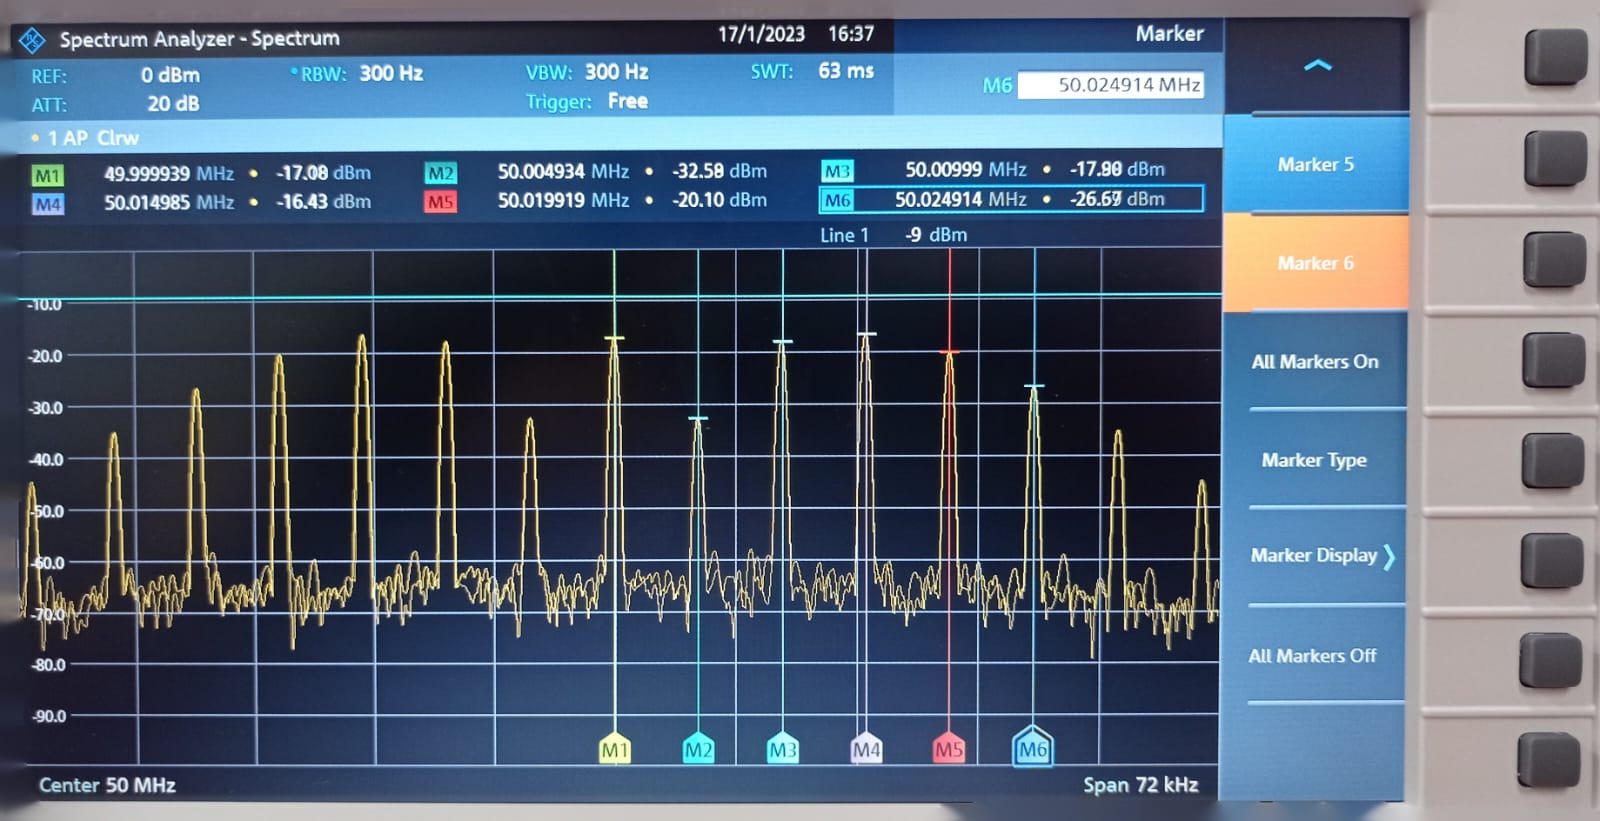 Spectrum Analyzer - Spectrum 17/1/2023 16:37 Marker
REF: 0 dBm RBW: 300 Hz VBW: 300 Hz SWT: 63 ms
M6 50.024914 MHz
ATT: 20 dB Trigger: Free
1 AP Clrw
M1 49.999939 MHz -17.08 dBm M2 50.004934 MHz -32.58 dBm M3 50.00999 MHz dBm
M4 50.014985 MHz -16.43 dBm M5 50.019919 MHz -20.10 dBm M6 50.024914 MHz dBm
Line 1 -9 dBm
-10.0
-20.0
-30.0
-40.0
-50.0
-60.0
-70.0
-80.0
-90.0
M1 M2 M3 M4 M5 M6
Center 50 MHz Span 72 kHz
Marker 5
Marker 6
All Markers On
Marker Type
Marker Display
All Markers Off